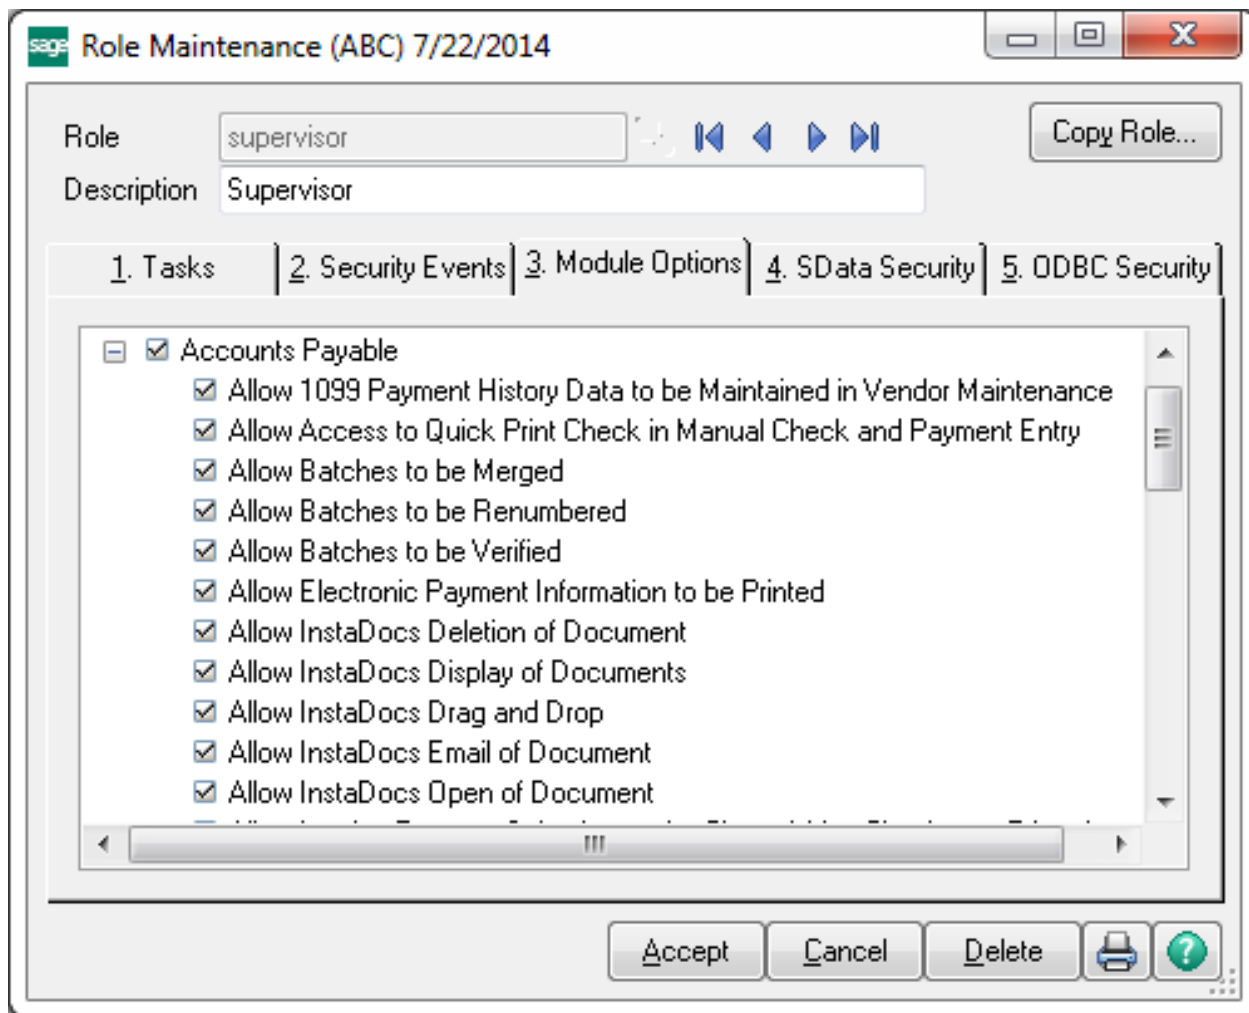 sage Role Maintenance (ABC) 7/22/2014
Role supervisor Copy Role...
Description Supervisor
1. Tasks 2. Security Events 3. Module Options 4. SData Security 5. ODBC Security
Accounts Payable
Allow 1099 Payment History Data to be Maintained in Vendor Maintenance
Allow Access to Quick Print Check in Manual Check and Payment Entry
Allow Batches to be Merged
Allow Batches to be Renumbered
Allow Batches to be Verified
Allow Electronic Payment Information to be Printed
Allow InstaDocs Deletion of Document
Allow InstaDocs Display of Documents
Allow InstaDocs Drag and Drop
Allow InstaDocs Email of Document
Allow InstaDocs Open of Document
Accept Cancel Delete ?